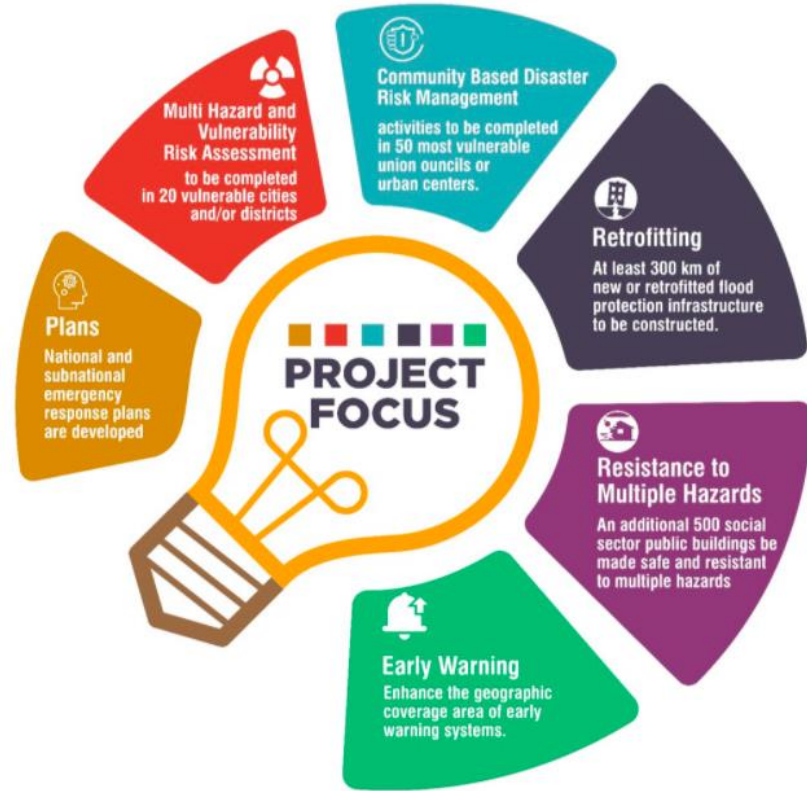 Multi Hazard and
Vulnerability
Risk Assessment
to be completed
in 20 vulnerable cities
and/or districts
Community Based Disaster
Risk Management
activities to be completed
in 50 most vulnerable
union ouncils or
urban centers.
Retrofitting
At least 300 km of
new or retrofitted flood
protection infrastructure
to be constructed.
Plans
National and
subnational
emergency
response plans
are developed
PROJECT
FOCUS
Resistance to
Multiple Hazards
An additional 500 social
sector public buildings be
made safe and resistant
to multiple hazards
Early Warning
Enhance the geographic
coverage area of early
warning systems.